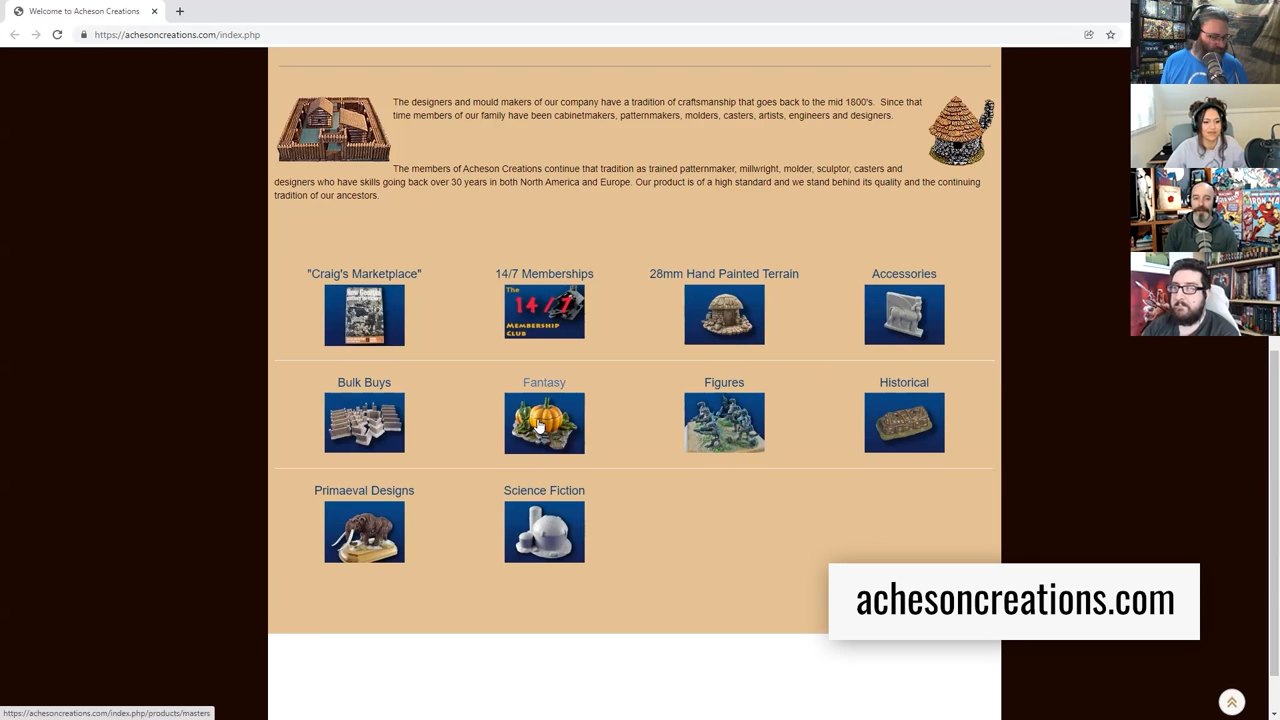 Welcome to Acheson Creations
https://achesoncreations.com/index.php
The designers and mould makers of our company have a tradition of craftsmanship that goes back to the mid 1800's. Since that
time members of our family have been cabinetmakers, patternmakers, molders, casters, artists, engineers and designers.
The members of Acheson Creations continue that tradition as trained patternmaker, millwright, molder, sculptor, casters and
designers who have skills going back over 30 years in both North America and Europe. Our product is of a high standard and we stand behind its quality and the continuing
tradition of our ancestors.
"Craig's Marketplace"
14/7 Memberships
28mm Hand Painted Terrain
Accessories
The
14/7
MEMBERSHIP
CLUB
Bulk Buys
Fantasy
Figures
Historical
Primaeval Designs
Science Fiction
achesoncreations.com
https://achesoncreations.com/index.php/products/masters